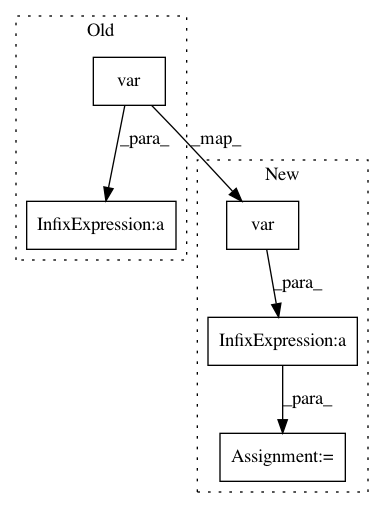 Old
var
_para_
_map_
New
InfixExpression:a
var
_para_
InfixExpression:a
_para_
Assignment:=